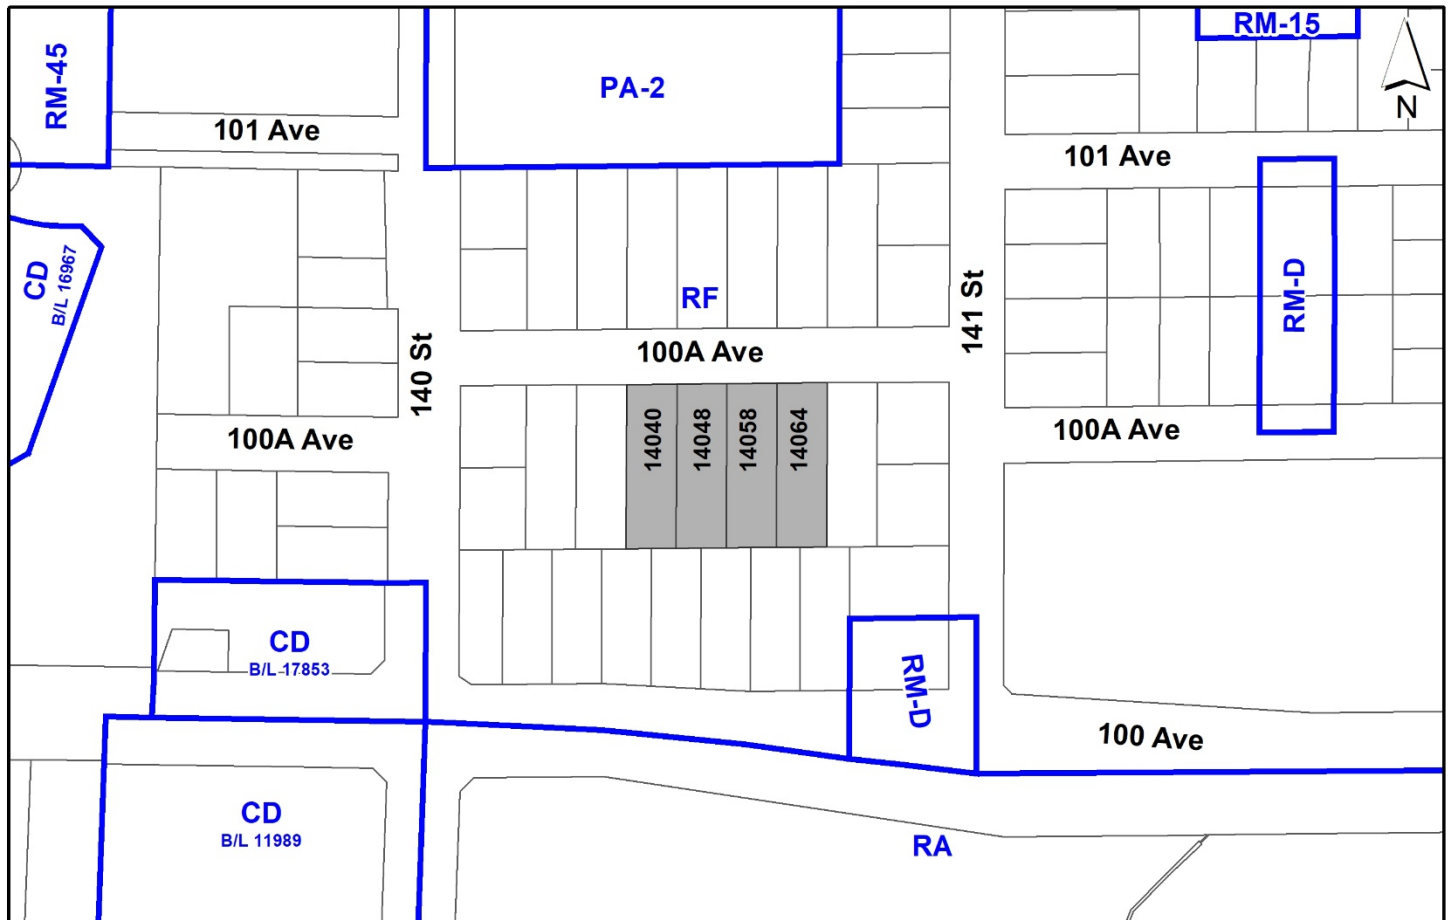 RM-15
RM-45
PA-2
N
101 Ave
101 Ave
CD
B/L 16967
RF
RM-D
141 St
100A Ave
140 St
14040
14048
14058
14064
100A Ave
100A Ave
CD
B/L 17853
RM-D
100 Ave
CD
B/L 11989
RA